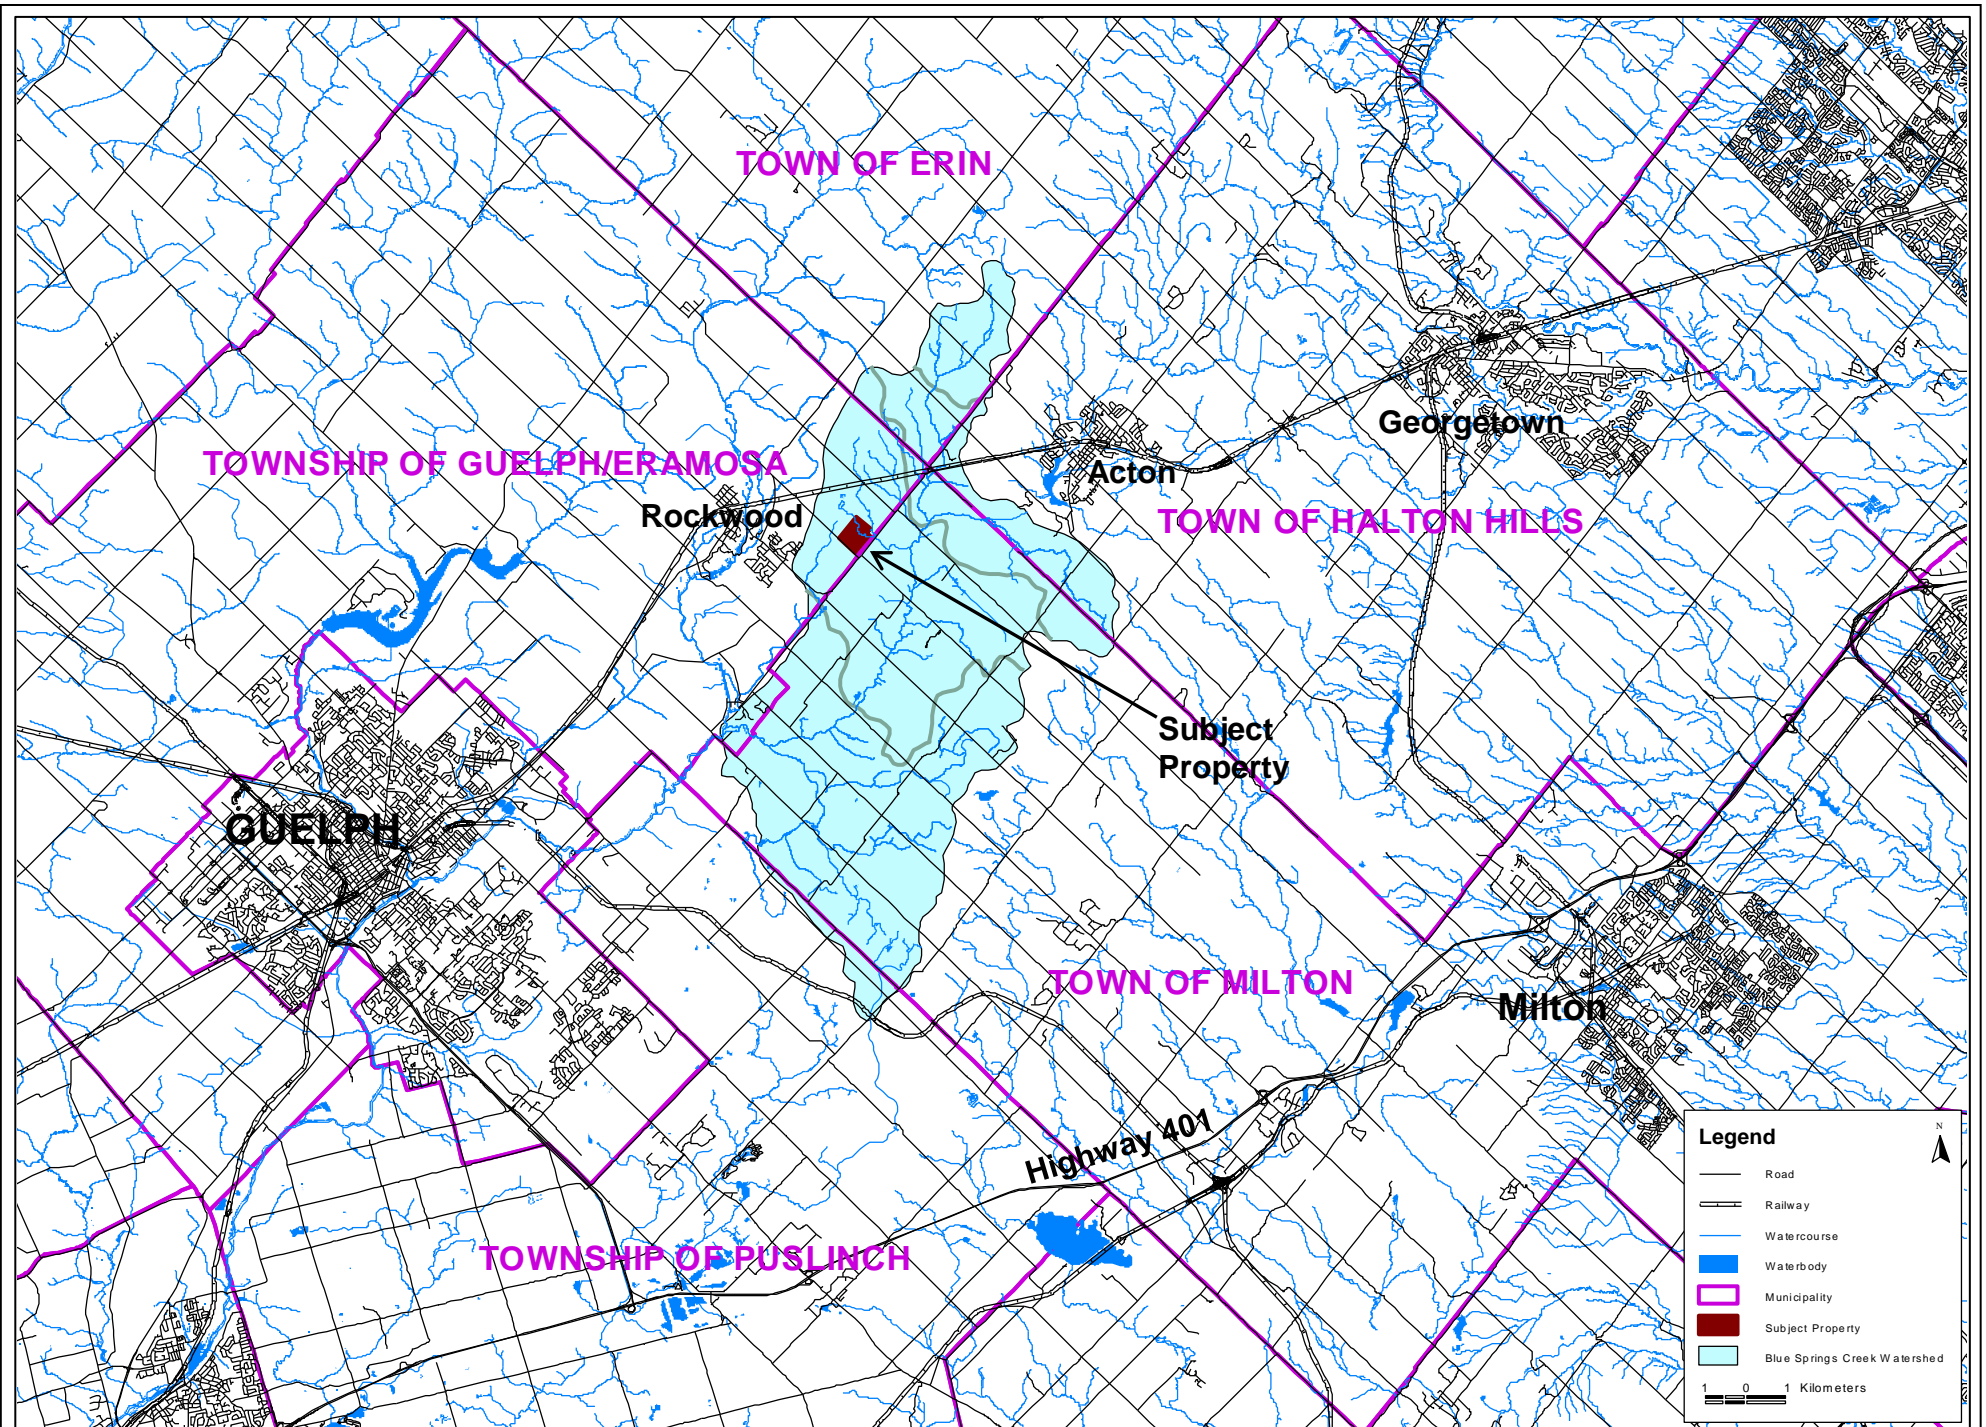 TOWN OF ERIN
Georgetown
TOWNSHIP OF GUELPH/ERAMOSA
Acton
Rockwood
TOWN OF HALTON HILLS
Subject
Property
GUELPH
TOWN OF MILTON
Milton
Highway 401
TOWNSHIP OF PUSLINCH
Legend
N
Road
Railway
Watercourse
Waterbody
Municipality
Subject Property
Blue Springs Creek Watershed
1 0 1 Kilometers